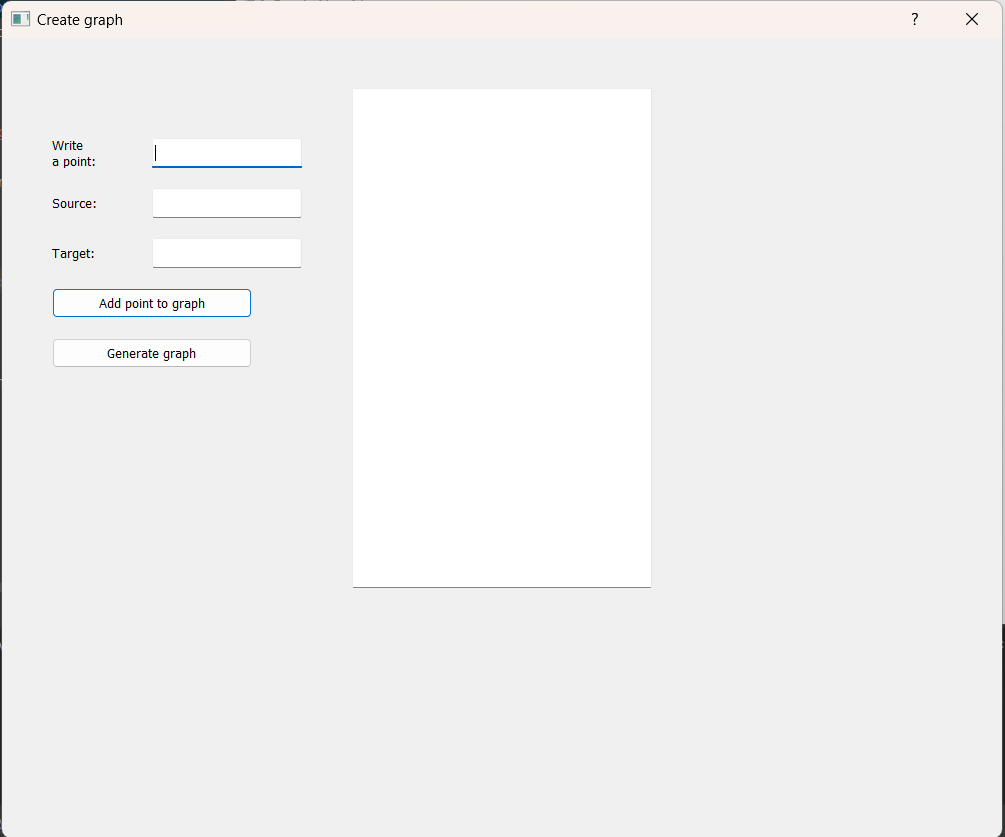 Create graph
?
Write
a point:
Source:
Target:
Add point to graph
Generate graph